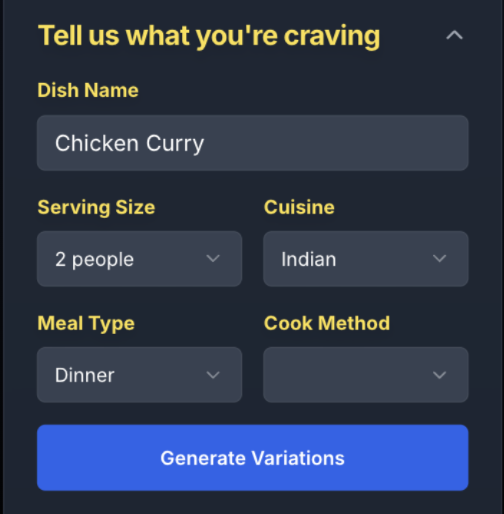 Tell us what you're craving
Dish Name
Chicken Curry
Serving Size Cuisine
2 people Indian
Meal Type Cook Method
Dinner
Generate Variations